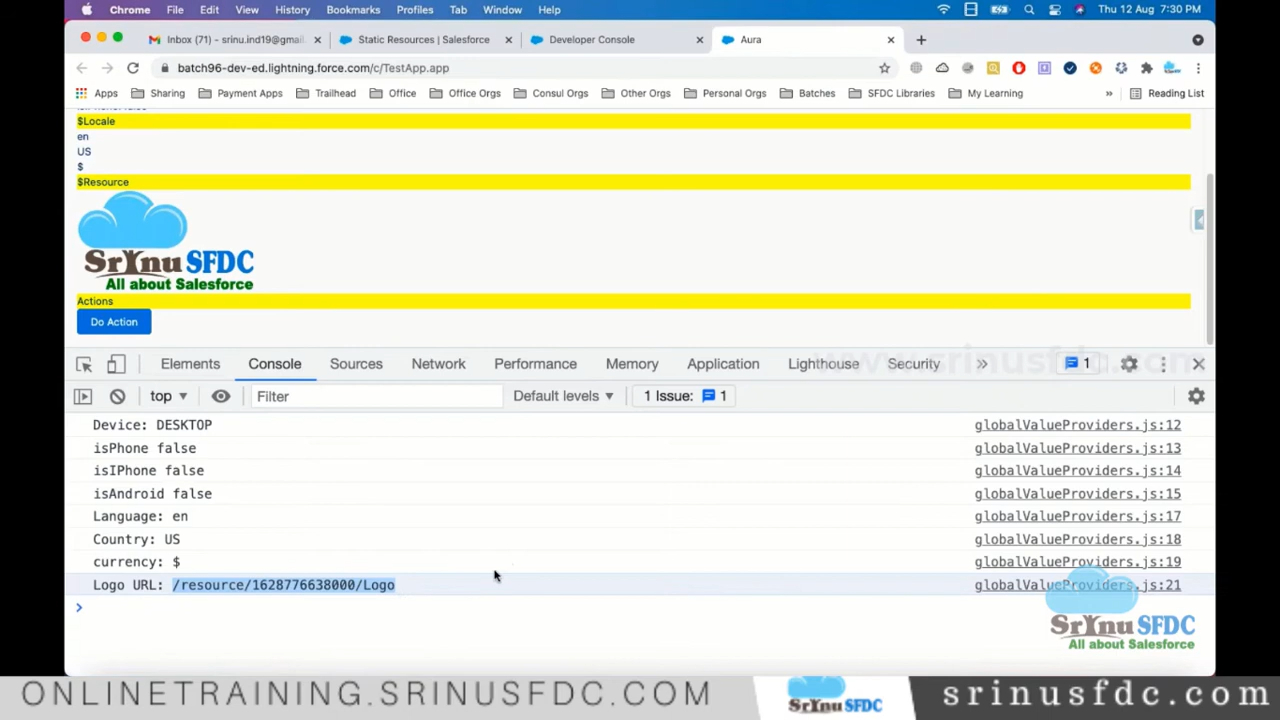 Chrome File Edit View History Bookmarks Profiles Tab Window Help Thu 12 Aug 7:30 PM
Inbox (71) - srinu.ind19@gmai Static Resources | Salesforce Developer Console Aura
batch96-dev-ed.lightning.force.com/c/TestApp.app
Apps Sharing Payment Apps Trailhead Office Office Orgs Consul Orgs Other Orgs Personal Orgs Batches SFDC Libraries My Learning » Reading List
$Locale
en
US
$
$Resource
SrInu SFDC
All about Salesforce
Actions
Do Action
Elements Console Sources Network Performance Memory Application Lighthouse Security » 1
www.srinusfdc.com
top Filter Default levels 1 Issue: 1
Device: DESKTOP globalValueProviders.js:12
isPhone false globalValueProviders.js:13
isIPhone false globalValueProviders.js:14
isAndroid false globalValueProviders.js:15
Language: en globalValueProviders.js:17
Country: US globalValueProviders.js:18
currency: $ globalValueProviders.js:19
Logo URL: /resource/1628776638000/Logo globalValueProviders.js:21
>
SrInu SFDC
All about Salesforce
ONLINETRAINING.SRINUSFDC.COM SrInu SFDC srinusfdc.com